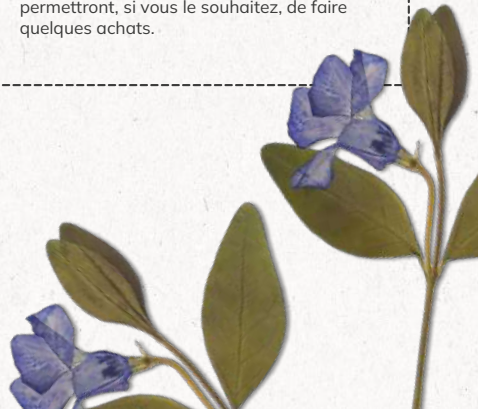 permettront, si vous le souhaitez, de faire
quelques achats.